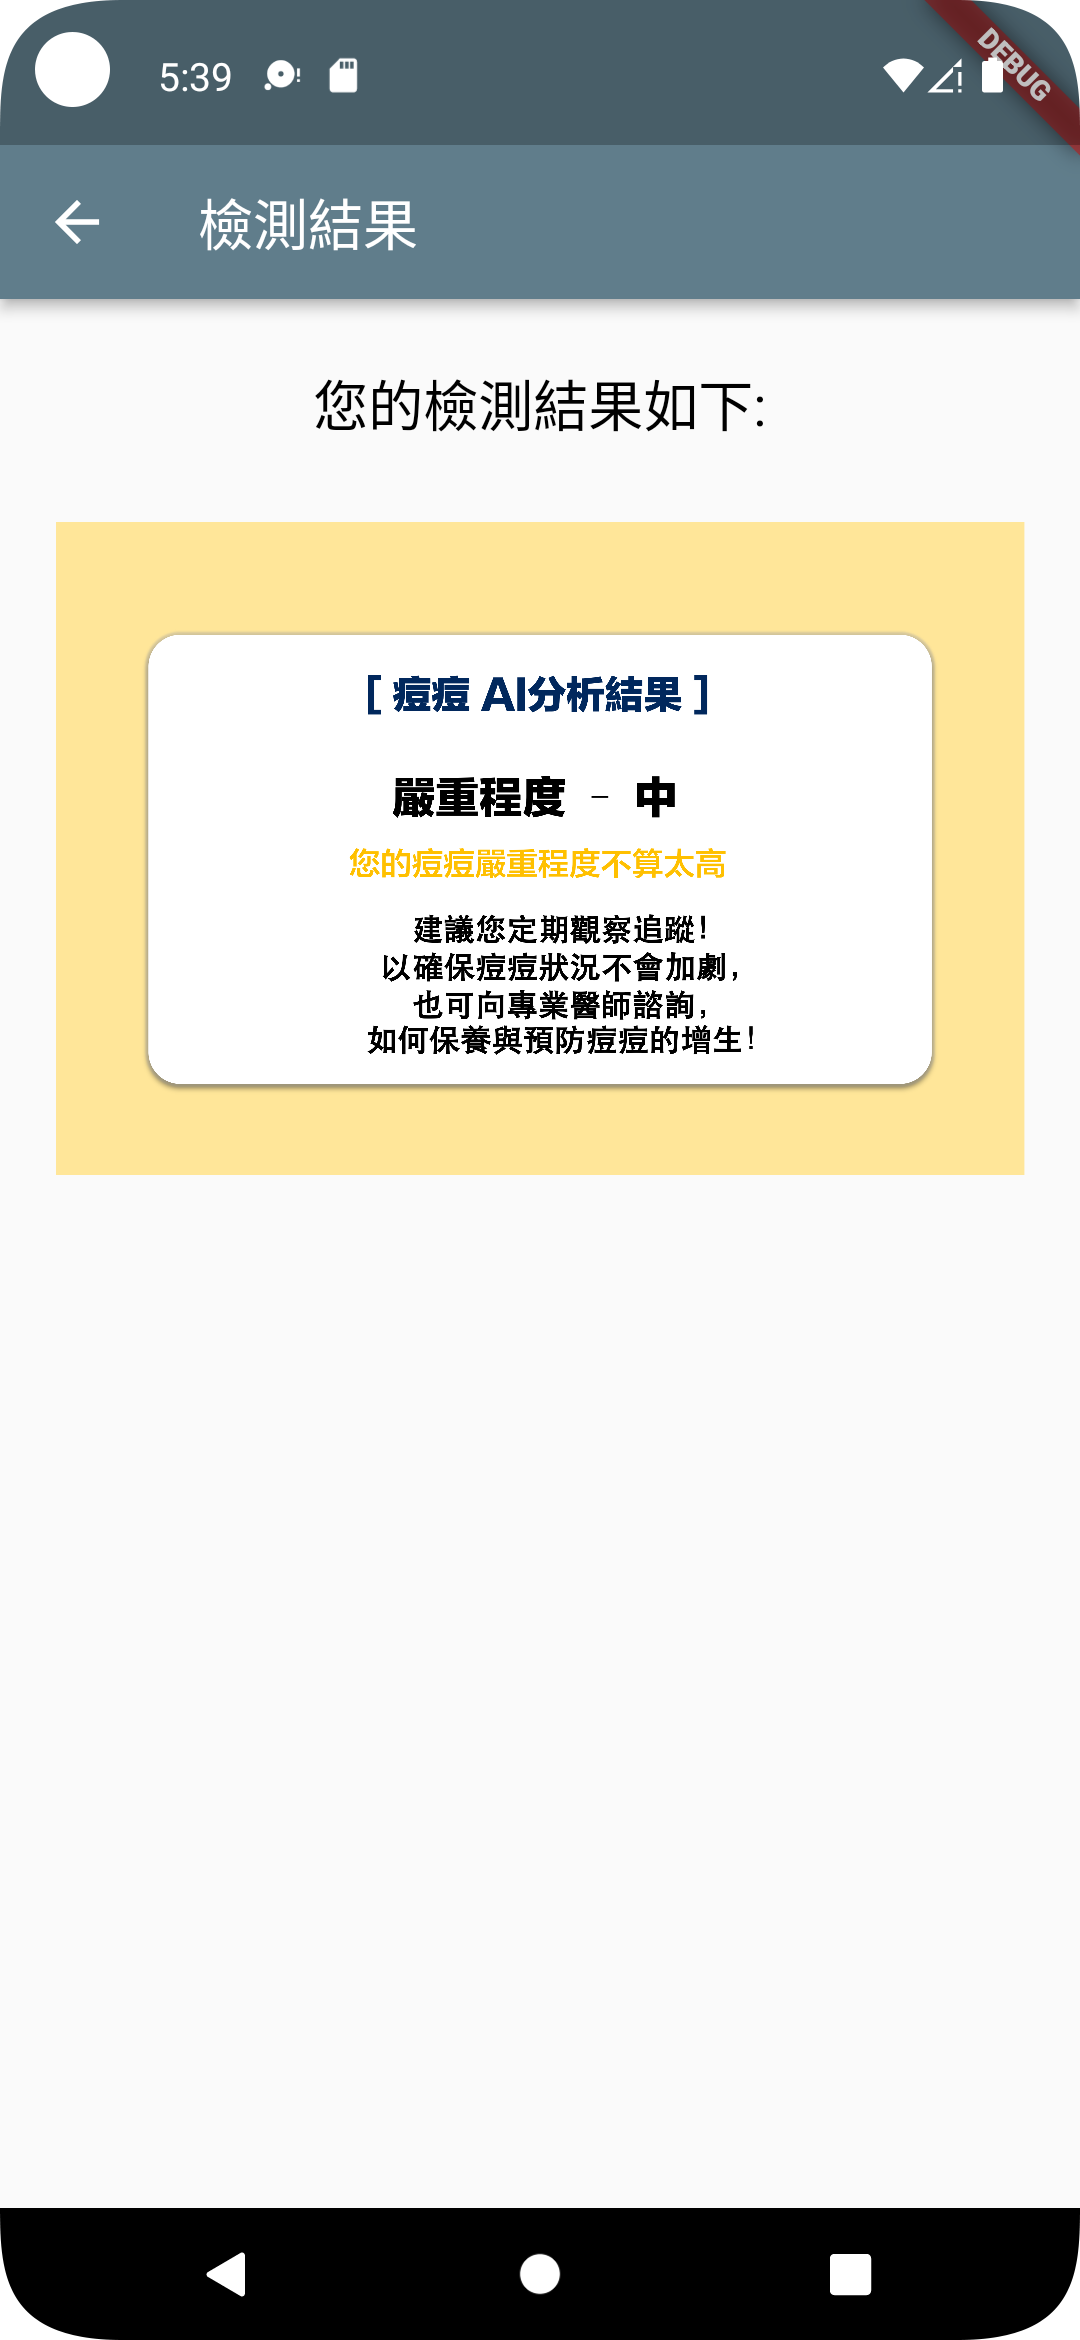 5:39
DEBUG
檢測結果
您的檢測結果如下:
[ 痘痘 AI分析結果 ]
嚴重程度 - 中
您的痘痘嚴重程度不算太高
建議您定期觀察追蹤!
以確保痘痘狀況不會加劇,
也可向專業醫師諮詢,
如何保養與預防痘痘的增生!